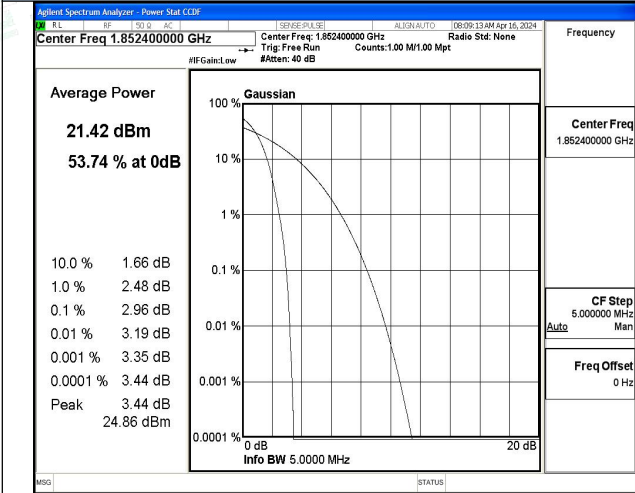 Agilent Spectrum Analyzer - Power Stat CCDF
RL RF 50 Ω AC SENSE:PULSE ALIGN AUTO 08:09:13 AM Apr 16, 2024
Center Freq 1.852400000 GHz
Center Freq: 1.852400000 GHz Radio Std: None
Trig: Free Run Counts:1.00 M/1.00 Mpt
#IFGain:Low #Atten: 40 dB
Frequency
Center Freq
1.852400000 GHz
CF Step
5.000000 MHz
Auto Man
Freq Offset
0 Hz
Average Power
21.42 dBm
53.74 % at 0dB
10.0 % 1.66 dB
1.0 % 2.48 dB
0.1 % 2.96 dB
0.01 % 3.19 dB
0.001 % 3.35 dB
0.0001 % 3.44 dB
Peak 3.44 dB
24.86 dBm
Gaussian
100 %
10 %
1 %
0.1 %
0.01 %
0.001 %
0.0001 %
0 dB 20 dB
Info BW 5.0000 MHz
MSG STATUS